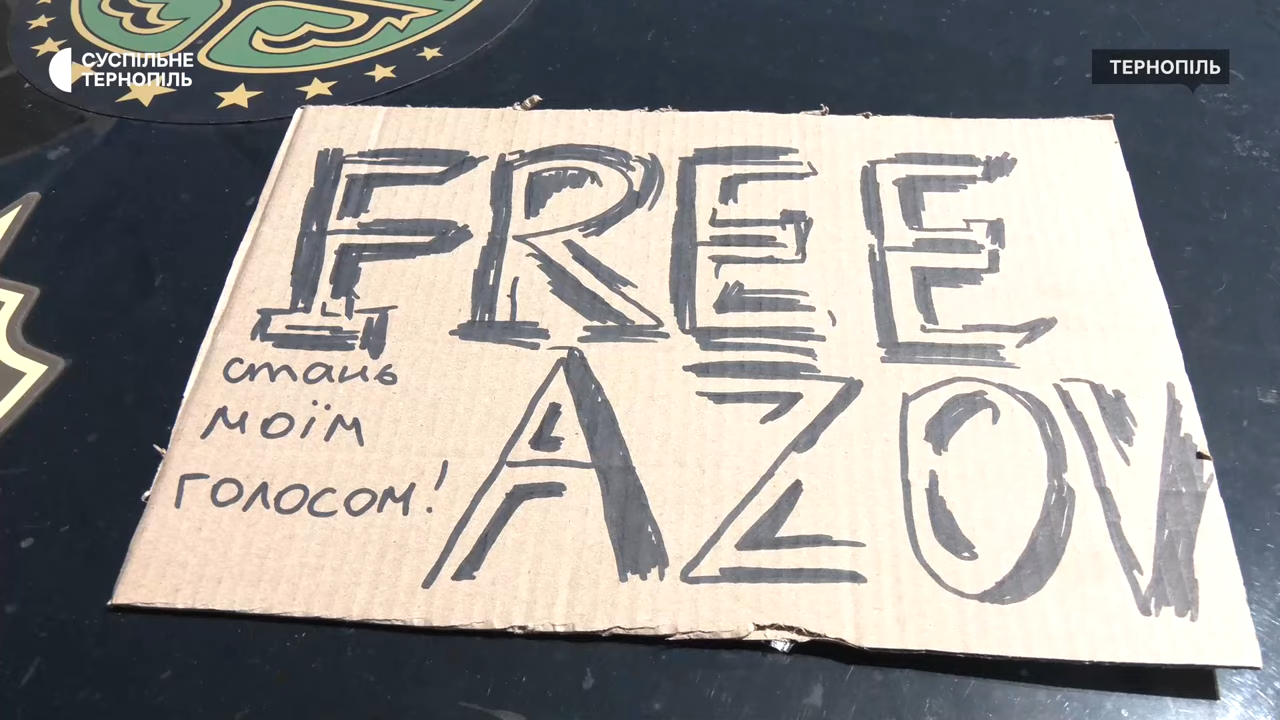 СУСПІЛЬНЕ
ТЕРНОПІЛЬ
ТЕРНОПІЛЬ
FREE
AZOV
стань
моїм
голосом!